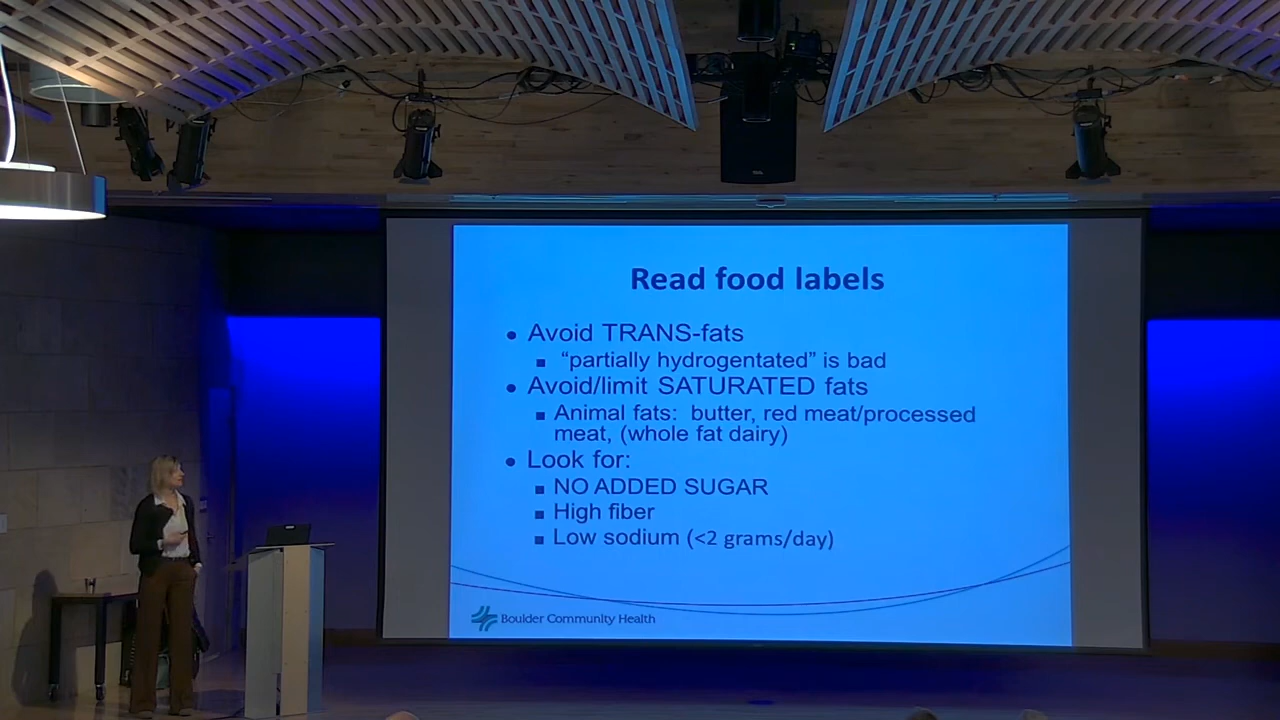 Read food labels
• Avoid TRANS-fats
▪ “partially hydrogentated” is bad
• Avoid/limit SATURATED fats
▪ Animal fats: butter, red meat/processed
meat, (whole fat dairy)
• Look for:
▪ NO ADDED SUGAR
▪ High fiber
▪ Low sodium (<2 grams/day)
Boulder Community Health